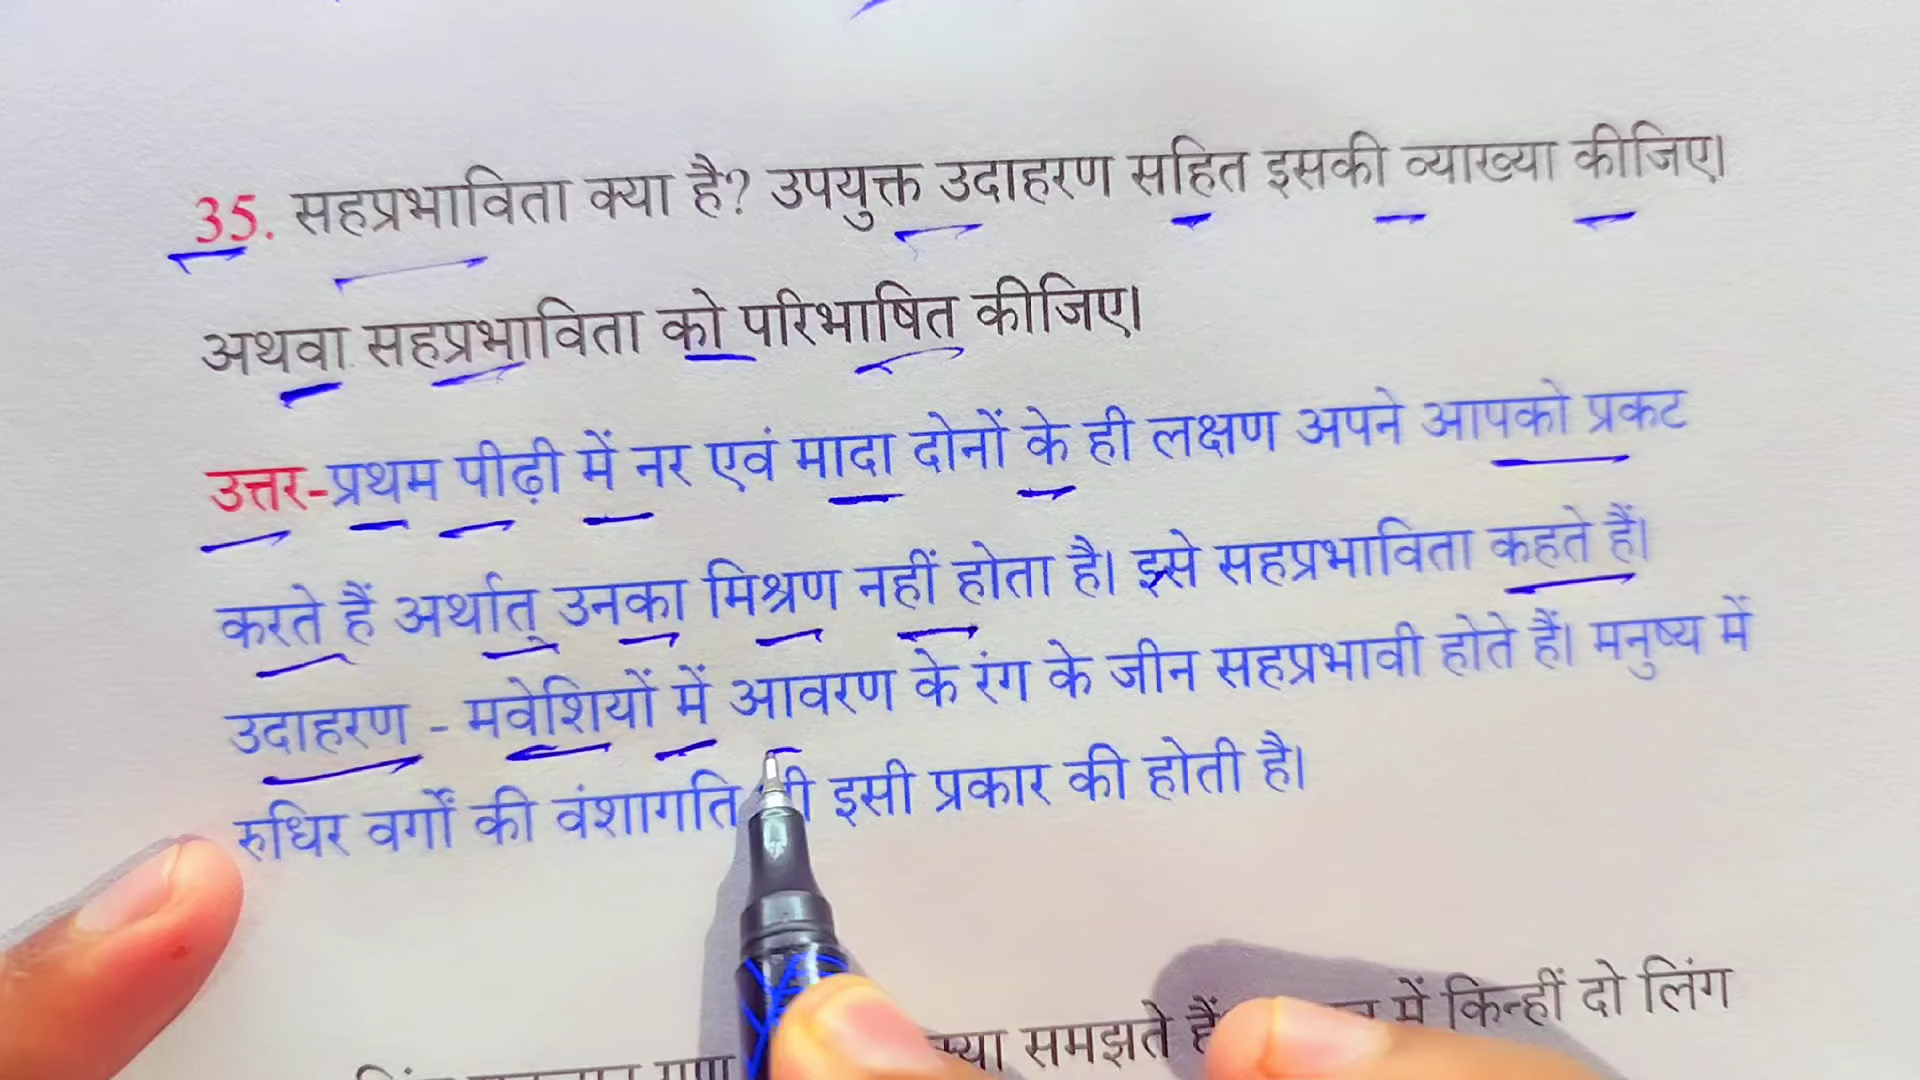 35. सहप्रभाविता क्या है? उपयुक्त उदाहरण सहित इसकी व्याख्या कीजिए।
अथवा सहप्रभाविता को परिभाषित कीजिए।
उत्तर-प्रथम पीढ़ी में नर एवं मादा दोनों के ही लक्षण अपने आपको प्रकट
करते हैं अर्थात् उनका मिश्रण नहीं होता है। इसे सहप्रभाविता कहते हैं।
उदाहरण - मवेशियों में आवरण के रंग के जीन सहप्रभावी होते हैं। मनुष्य में
रुधिर वर्गों की वंशागति इसी प्रकार की होती है।
समझते हैं में किन्हीं दो लिंग